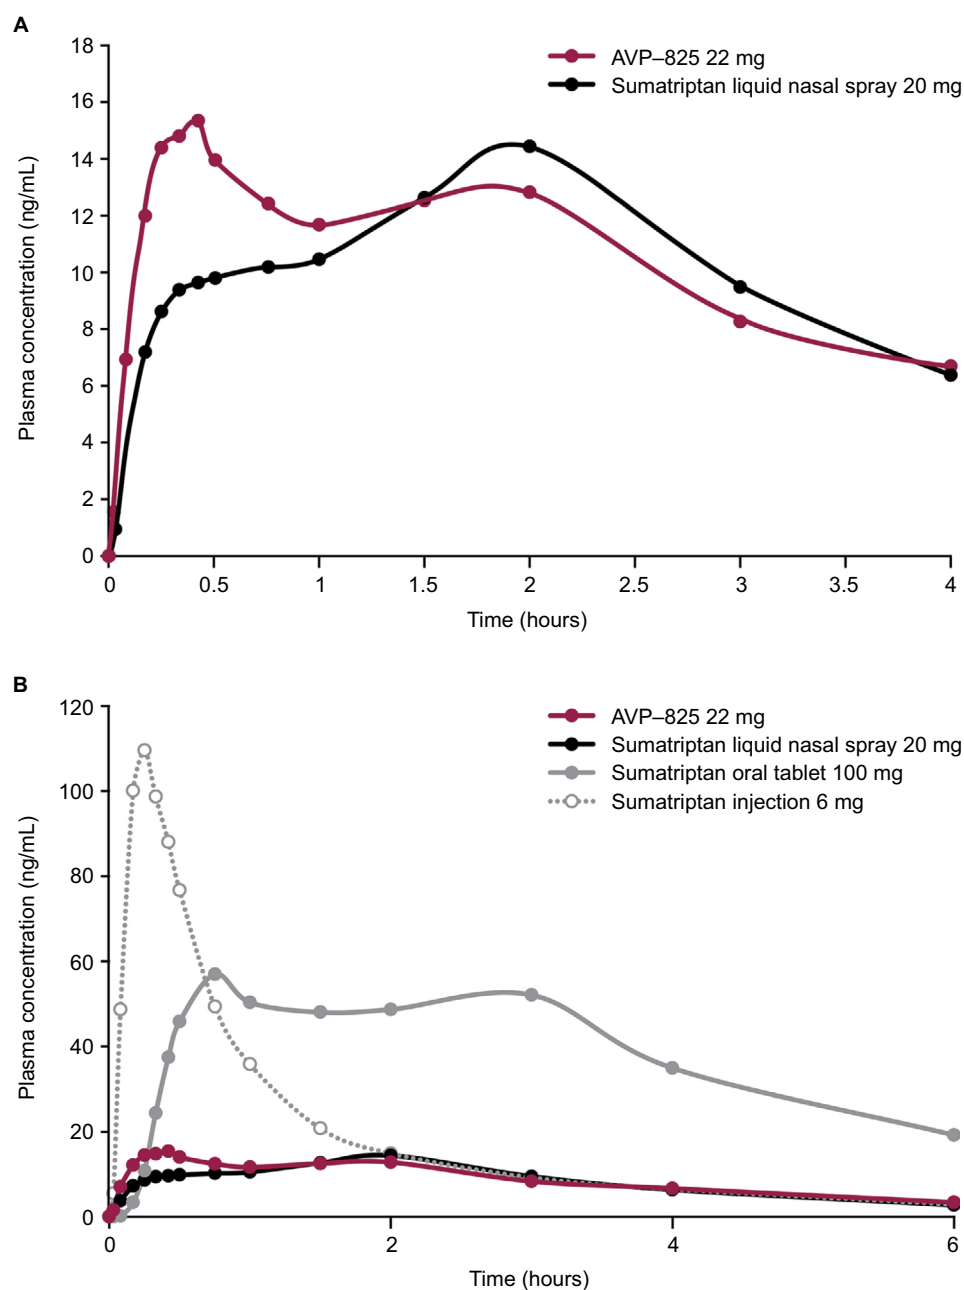 A
18
16
14
12
10
8
6
4
2
0
Plasma concentration (ng/mL)
AVP–825 22 mg
Sumatriptan liquid nasal spray 20 mg
0 0.5 1 1.5 2 2.5 3 3.5 4
Time (hours)
B
120
100
80
60
40
20
0
Plasma concentration (ng/mL)
AVP–825 22 mg
Sumatriptan liquid nasal spray 20 mg
Sumatriptan oral tablet 100 mg
Sumatriptan injection 6 mg
0 2 4 6
Time (hours)